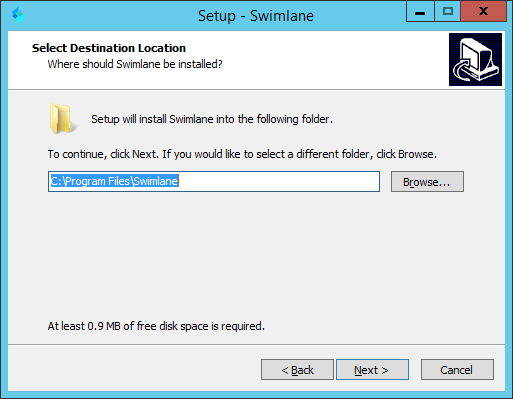 Setup - Swimlane
Select Destination Location
Where should Swimlane be installed?
Setup will install Swimlane into the following folder.
To continue, click Next. If you would like to select a different folder, click Browse.
C:\Program Files\Swimlane
Browse...
At least 0.9 MB of free disk space is required.
< Back
Next >
Cancel